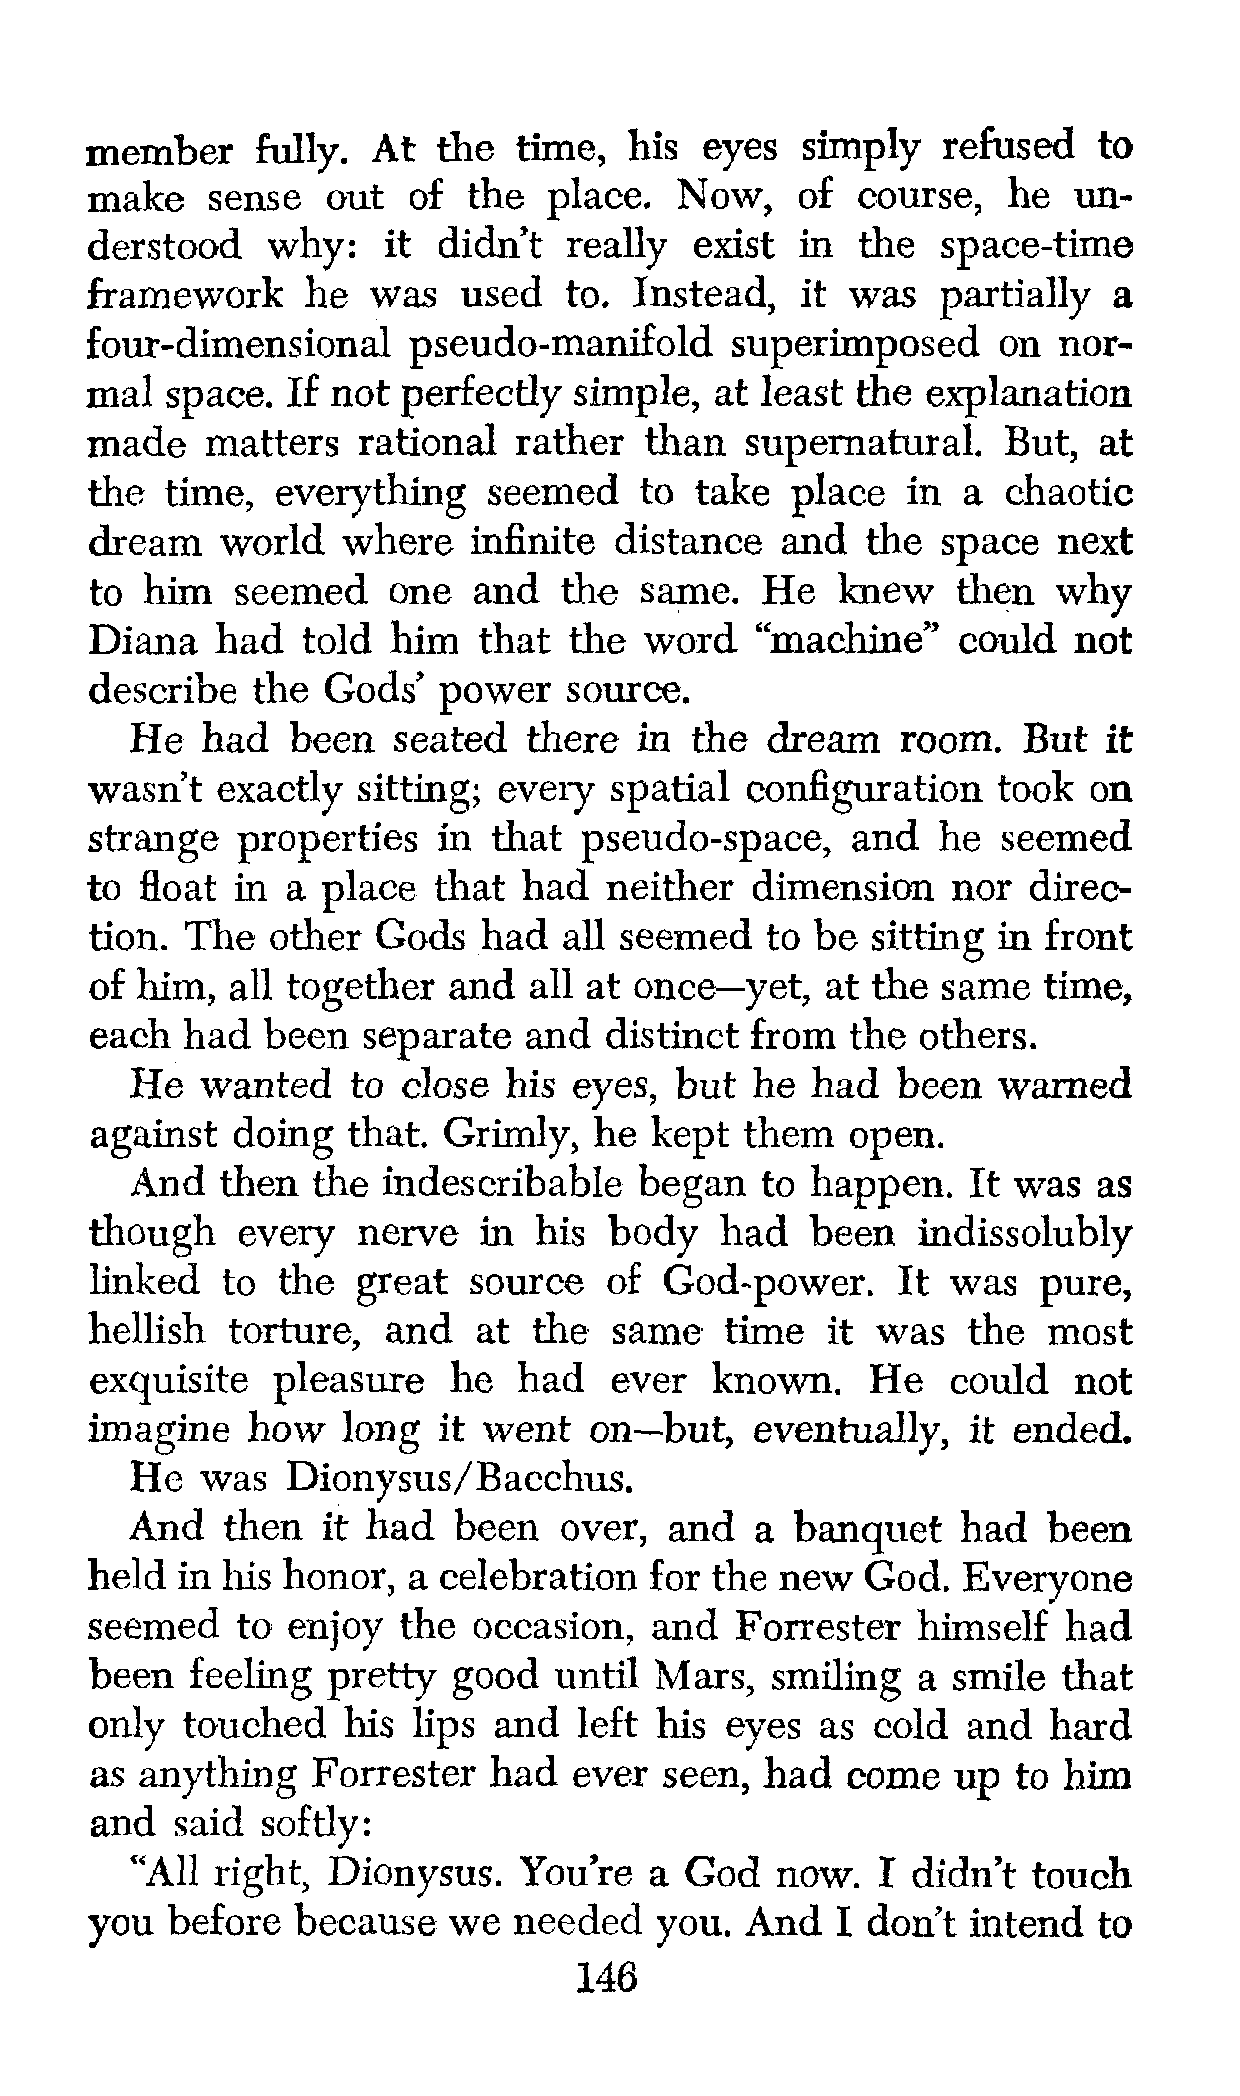 member fully. At the time, his eyes simply refused to
make sense out of the place. Now, of course, he un-
derstood why: it didn't really exist in the space-time
framework he was used to. Instead, it was partially a
four-dimensional pseudo-manifold superimposed on nor-
mal space. If not perfectly simple, at least the explanation
made matters rational rather than supernatural. But, at
the time, everything seemed to take place in a chaotic
dream world where infinite distance and the space next
to him seemed one and the same. He knew then why
Diana had told him that the word “machine” could not
describe the Gods' power source.
He had been seated there in the dream room. But it
wasn't exactly sitting; every spatial configuration took on
strange properties in that pseudo-space, and he seemed
to float in a place that had neither dimension nor direc-
tion. The other Gods had all seemed to be sitting in front
of him, all together and all at once—yet, at the same time,
each had been separate and distinct from the others.
He wanted to close his eyes, but he had been warned
against doing that. Grimly, he kept them open.
And then the indescribable began to happen. It was as
though every nerve in his body had been indissolubly
linked to the great source of God-power. It was pure,
hellish torture, and at the same time it was the most
exquisite pleasure he had ever known. He could not
imagine how long it went on—but, eventually, it ended.
He was Dionysus/Bacchus.
And then it had been over, and a banquet had been
held in his honor, a celebration for the new God. Everyone
seemed to enjoy the occasion, and Forrester himself had
been feeling pretty good until Mars, smiling a smile that
only touched his lips and left his eyes as cold and hard
as anything Forrester had ever seen, had come up to him
and said softly:
“All right, Dionysus. You're a God now. I didn't touch
you before because we needed you. And I don't intend to
146